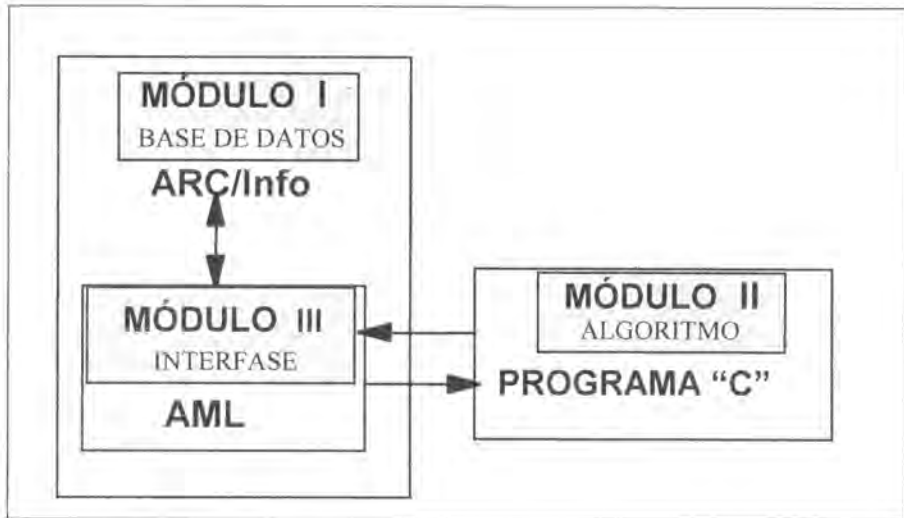 MÓDULO I
BASE DE DATOS
ARC/Info
MÓDULO III
INTERFASE
AML
MÓDULO II
ALGORITMO
PROGRAMA “C”